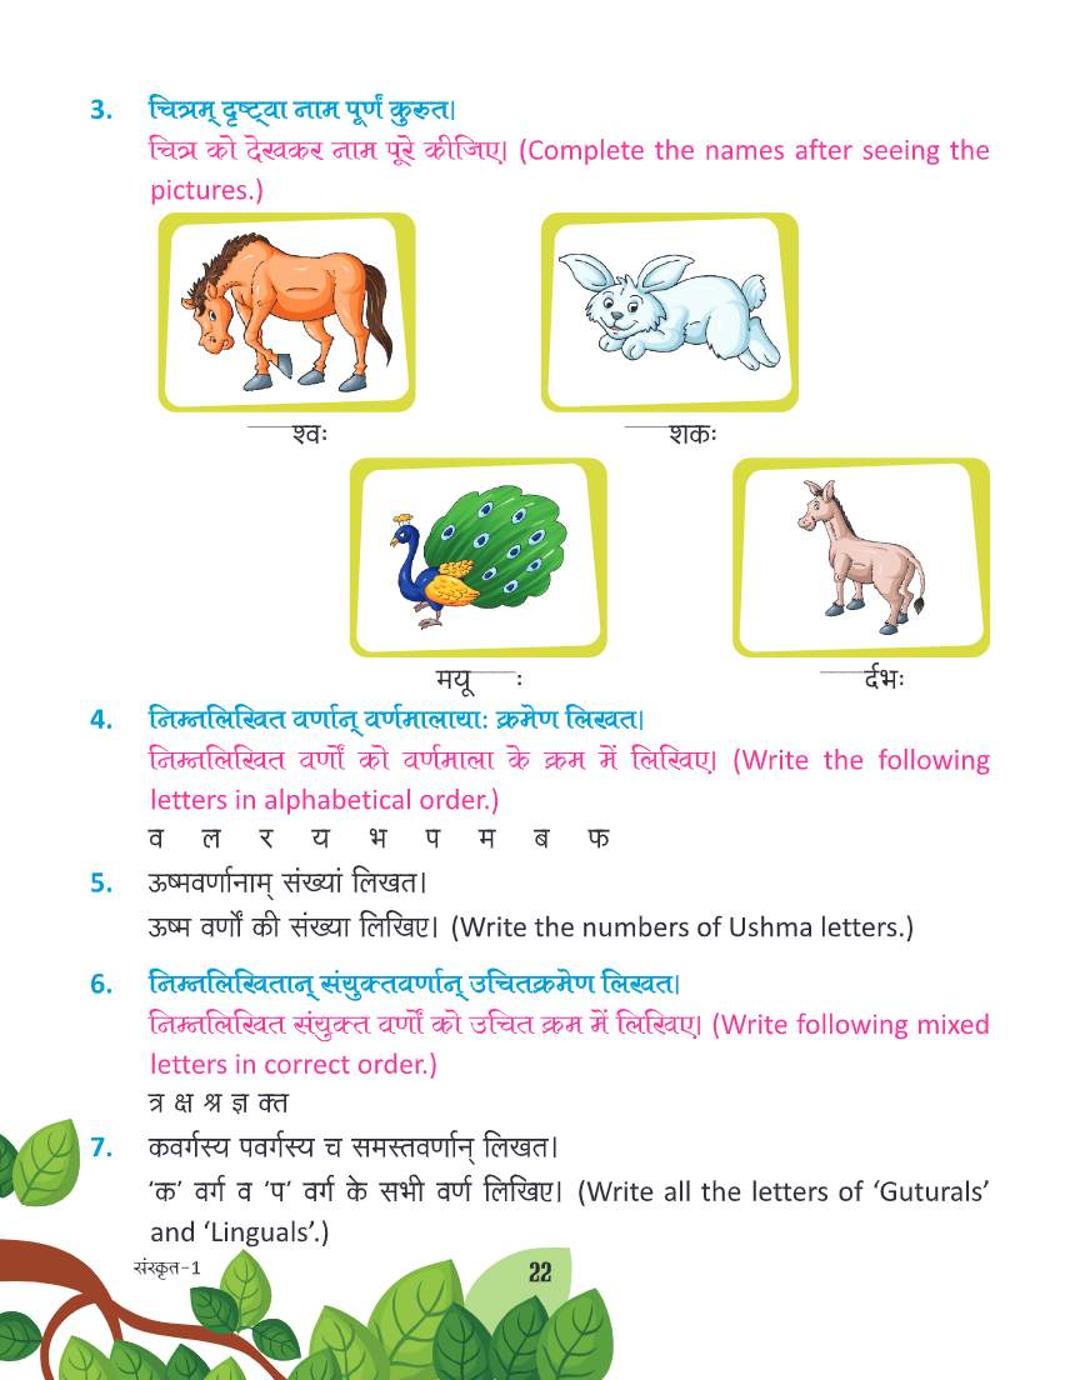 3. चित्रम् दृष्ट्वा नाम पूर्णं कुरुत।
चित्र को देखकर नाम पूरे कीजिए। (Complete the names after seeing the
pictures.)
____श्वः ____शकः
मयू____ः ____र्दभः
4. निम्नलिखित वर्णान् वर्णमालायाः क्रमेण लिखत।
निम्नलिखित वर्णों को वर्णमाला के क्रम में लिखिए। (Write the following
letters in alphabetical order.)
व ल र य भ प म ब फ
5. ऊष्मवर्णानाम् संख्यां लिखत।
ऊष्म वर्णों की संख्या लिखिए। (Write the numbers of Ushma letters.)
6. निम्नलिखितान् संयुक्तवर्णान् उचितक्रमेण लिखत।
निम्नलिखित संयुक्त वर्णों को उचित क्रम में लिखिए। (Write following mixed
letters in correct order.)
त्र क्ष श्र ज्ञ क्त
7. कवर्गस्य पवर्गस्य च समस्तवर्णान् लिखत।
‘क’ वर्ग व ‘प’ वर्ग के सभी वर्ण लिखिए। (Write all the letters of ‘Guturals’
and ‘Linguals’.)
संस्कृत-1 22